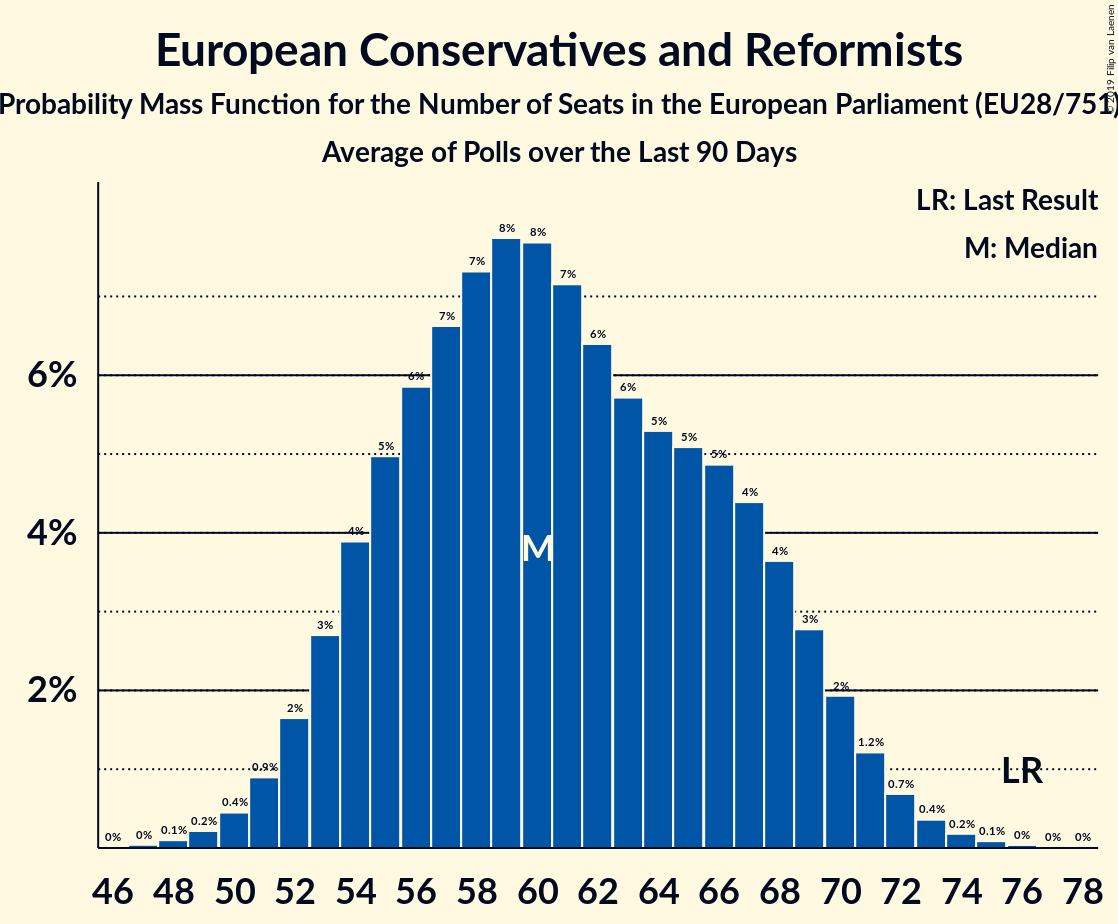 European Conservatives and Reformists
Probability Mass Function for the Number of Seats in the European Parliament (EU28/751)
Average of Polls over the Last 90 Days
© 2019 Filip van Laenen
LR: Last Result
M: Median
6%
4%
2%
0% 0% 0.1% 0.2% 0.4% 0.9% 2% 3% 4% 5% 6% 7% 7% 8% 8% 7% 6% 6% 5% 5% 5% 4% 4% 3% 2% 1.2% 0.7% 0.4% 0.2% 0.1% 0% 0% 0%
M
LR
46 48 50 52 54 56 58 60 62 64 66 68 70 72 74 76 78